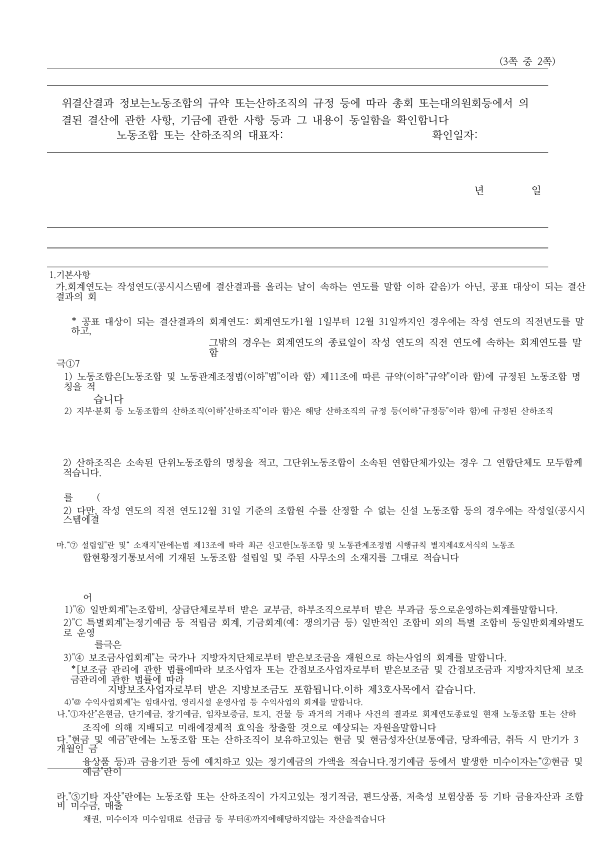 (3쪽 중 2쪽)
위결산결과 정보는노동조합의 규약 또는산하조직의 규정 등에 따라 총회 또는대의원회등에서 의
결된 결산에 관한 사항, 기금에 관한 사항 등과 그 내용이 동일함을 확인합니다
노동조합 또는 산하조직의 대표자: 확인일자:
년 일
1.기본사항
가.회계연도는 작성연도(공시시스템에 결산결과를 올리는 날이 속하는 연도를 말함 이하 같음)가 아닌, 공표 대상이 되는 결산
결과의 회
* 공표 대상이 되는 결산결과의 회계연도: 회계연도가1월 1일부터 12월 31일까지인 경우에는 작성 연도의 직전년도를 말
하고,
그밖의 경우는 회계연도의 종료일이 작성 연도의 직전 연도에 속하는 회계연도를 말
함
극①7
1) 노동조합은[노동조합 및 노동관계조정법(이하"법"이라 함) 제11조에 따른 규약(이하"규약"이라 함)에 규정된 노동조합 명
칭을 적
습니다
2) 지부·분회 등 노동조합의 산하조직(이하"산하조직"이라 함)은 해당 산하조직의 규정 등(이하"규정등"이라 함)에 규정된 산하조직
2) 산하조직은 소속된 단위노동조합의 명칭을 적고, 그단위노동조합이 소속된 연합단체가있는 경우 그 연합단체도 모두함께
적습니다.
를 (
2) 다만, 작성 연도의 직전 연도12월 31일 기준의 조합원 수를 산정할 수 없는 신설 노동조합 등의 경우에는 작성일(공시시
스템에결
마."⑦ 설립일"란 및" 소재지"란에는법 제13조에 따라 최근 신고한[노동조합 및 노동관계조정법 시행규칙 별지제4호서식의 노동조
합현황정기통보서에 기재된 노동조합 설립일 및 주된 사무소의 소재지를 그대로 적습니다
어
1)"⑥ 일반회계"는조합비, 상급단체로부터 받은 교부금, 하부조직으로부터 받은 부과금 등으로운영하는회계를말합니다.
2)"C 특별회계"는정기예금 등 적립금 회계, 기금회계(예: 쟁의기금 등) 일반적인 조합비 외의 특별 조합비 등일반회계와별도
로 운영
를극은
3)"④ 보조금사업회계"는 국가나 지방자치단체로부터 받은보조금을 재원으로 하는사업의 회계를 말합니다.
*[보조금 관리에 관한 법률에따라 보조사업자 또는 간접보조사업자로부터 받은보조금 및 간접보조금과 지방자치단체 보조
금관리에 관한 법률에 따라
지방보조사업자로부터 받은 지방보조금도 포함됩니다.이하 제3호사목에서 같습니다.
4)"@ 수익사업회계"는 임대사업, 영리시설 운영사업 등 수익사업의 회계를 말합니다.
나."①자산"은현금, 단기예금, 장기예금, 임차보증금, 토지, 건물 등 과거의 거래나 사건의 결과로 회계연도종료일 현재 노동조합 또는 산하
조직에 의해 지배되고 미래에경제적 효익을 창출할 것으로 예상되는 자원을말합니다
다."현금 및 예금"란에는 노동조합 또는 산하조직이 보유하고있는 현금 및 현금성자산(보통예금, 당좌예금, 취득 시 만기가 3
개월인 금
융상품 등)과 금융기관 등에 예치하고 있는 정기예금의 가액을 적습니다.정기예금 등에서 발생한 미수이자는"②현금 및
예금"란이
라."⑤기타 자산"란에는 노동조합 또는 산하조직이 가지고있는 정기적금, 펀드상품, 저축성 보험상품 등 기타 금융자산과 조합
비 미수금, 매출
채권, 미수이자 미수임대료 선급금 등 부터④까지에해당하지않는 자산을적습니다